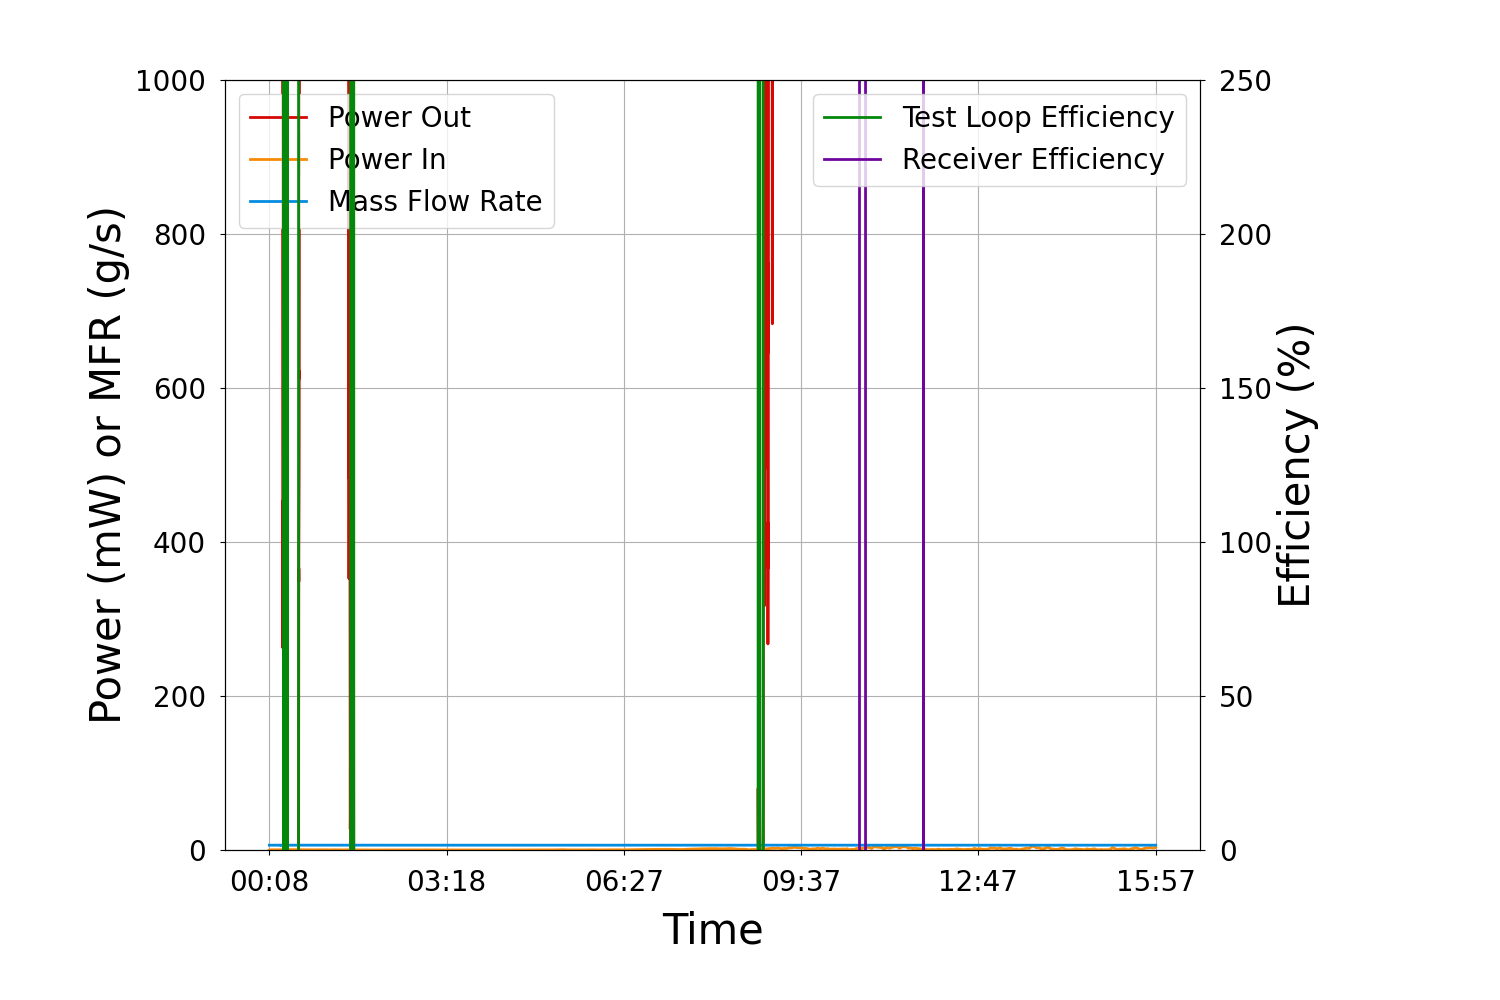 Power (mW) or MFR (g/s)
1000
800
600
400
200
0
Power Out
Power In
Mass Flow Rate
Test Loop Efficiency
Receiver Efficiency
250
200
150
100
50
0
Efficiency (%)
00:08 03:18 06:27 09:37 12:47 15:57
Time